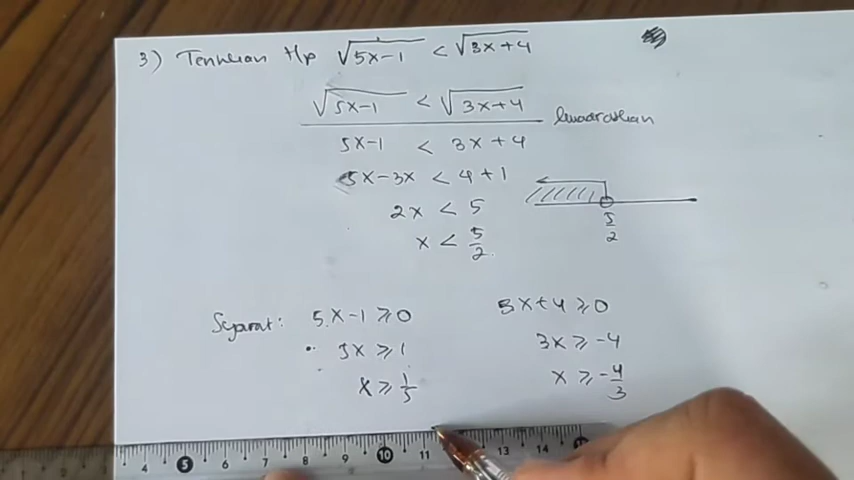 3) Tentukan Hp √5x-1 < √3x+4
√5x-1 < √3x+4 kuadratkan
5x-1 < 3x+4
5x-3x < 4+1
2x < 5
x < 5/2
5/2
Syarat: 5x-1 ≥ 0
5x ≥ 1
x ≥ 1/5
3x+4 ≥ 0
3x ≥ -4
x ≥ -4/3
4 5 6 7 8 9 10 11 13 14